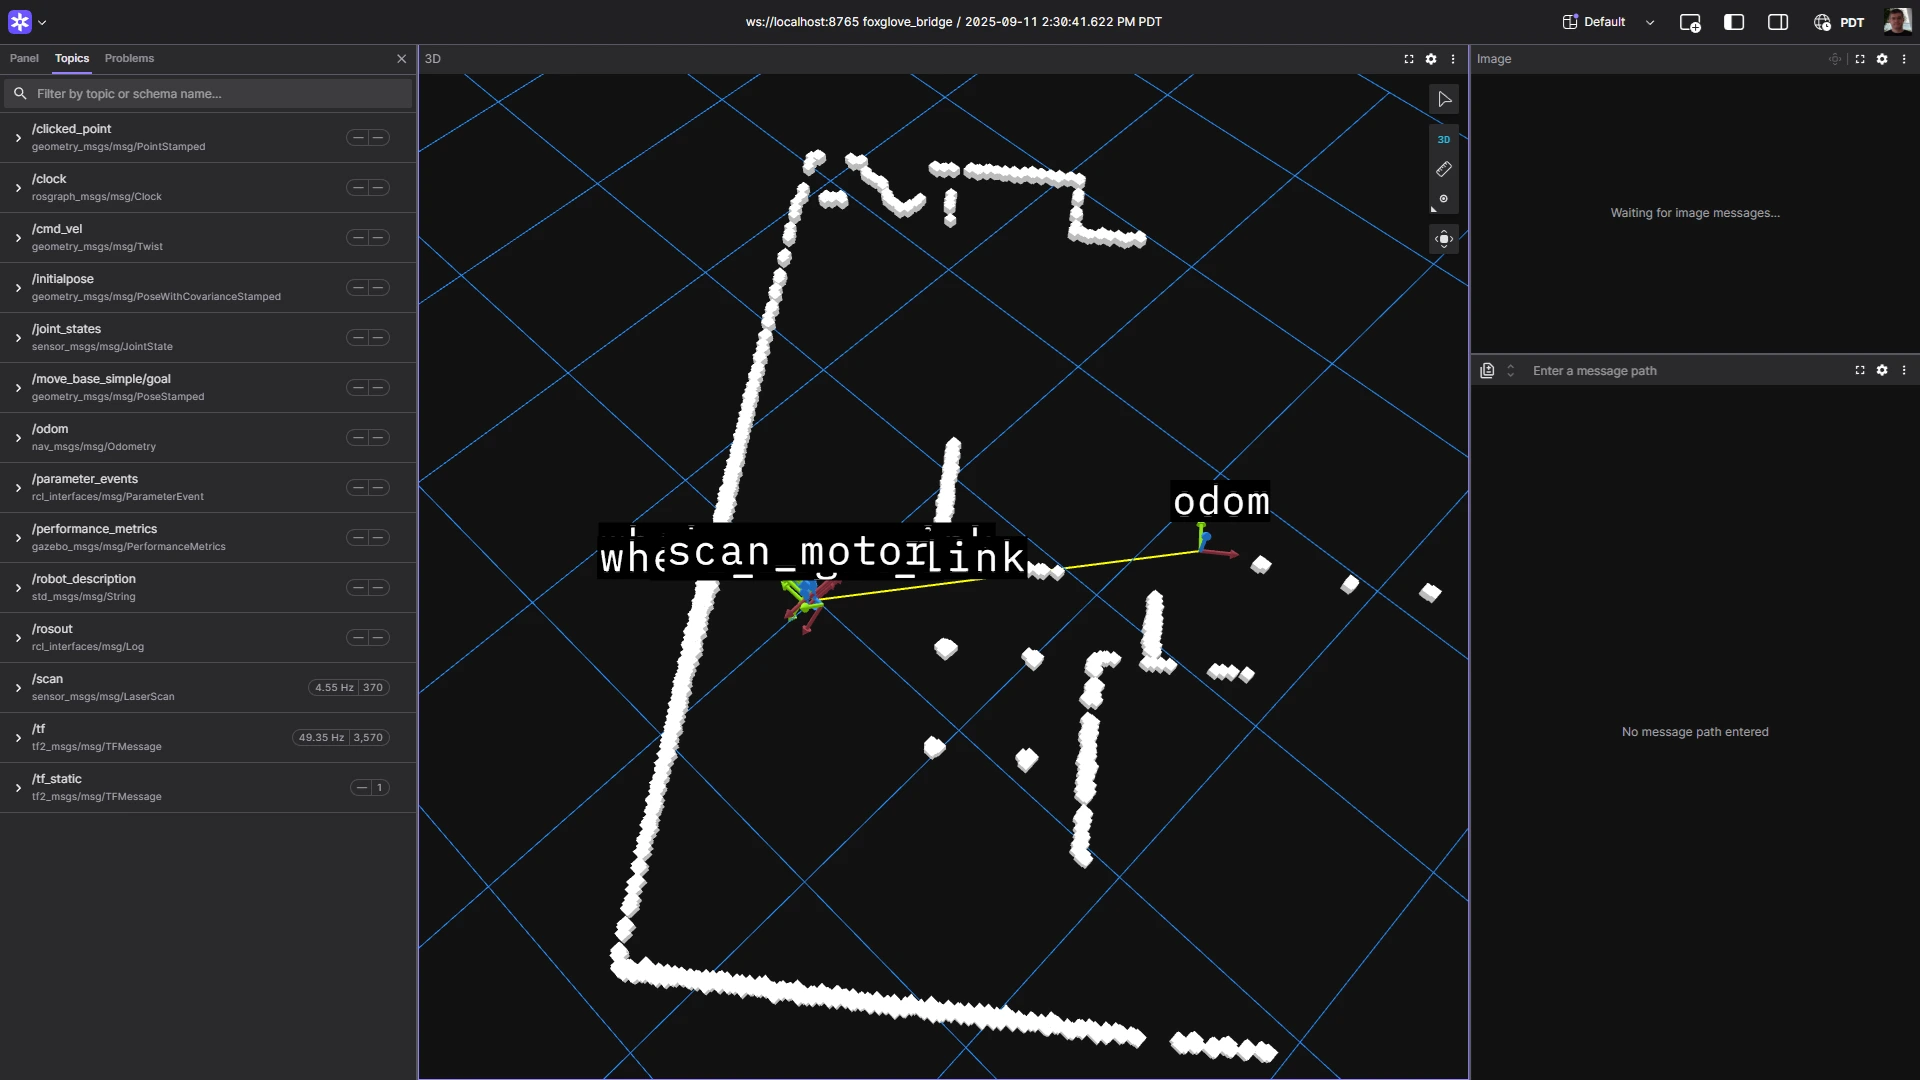 ws://localhost:8765 foxglove_bridge / 2025-09-11 2:30:41.622 PM PDT
Default
PDT
Panel
Topics
Problems
Filter by topic or schema name...
/clicked_point
geometry_msgs/msg/PointStamped
/clock
rosgraph_msgs/msg/Clock
/cmd_vel
geometry_msgs/msg/Twist
/initialpose
geometry_msgs/msg/PoseWithCovarianceStamped
/joint_states
sensor_msgs/msg/JointState
/move_base_simple/goal
geometry_msgs/msg/PoseStamped
/odom
nav_msgs/msg/Odometry
/parameter_events
rcl_interfaces/msg/ParameterEvent
/performance_metrics
gazebo_msgs/msg/PerformanceMetrics
/robot_description
std_msgs/msg/String
/rosout
rcl_interfaces/msg/Log
/scan
sensor_msgs/msg/LaserScan
4.55 Hz 370
/tf
tf2_msgs/msg/TFMessage
49.35 Hz 3,570
/tf_static
tf2_msgs/msg/TFMessage
— 1
3D
3D
odom
scan_motor
link
Image
Waiting for image messages...
Enter a message path
No message path entered